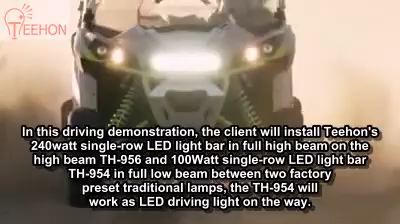 TEEHON
In this driving demonstration, the client will install Teehon's
240watt single-row LED light bar in full high beam on the
high beam TH-956 and 100Watt single-row LED light bar
TH-954 in full low beam between two factory
preset traditional lamps, the TH-954 will
work as LED driving light on the way.